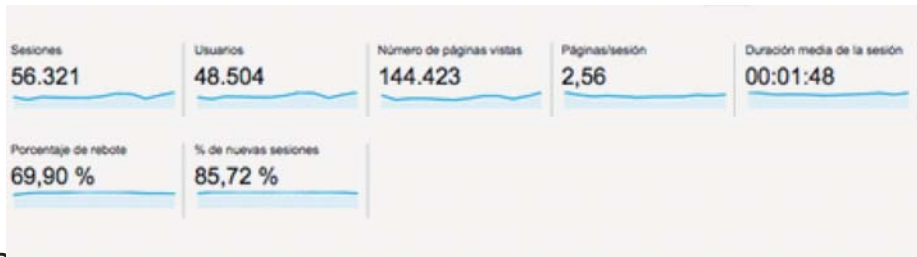 Sesiones
56.321
Usuarios
48.504
Número de páginas vistas
144.423
Páginas/sesión
2,56
Duración media de la sesión
00:01:48
Porcentaje de rebote
69,90 %
% de nuevas sesiones
85,72 %